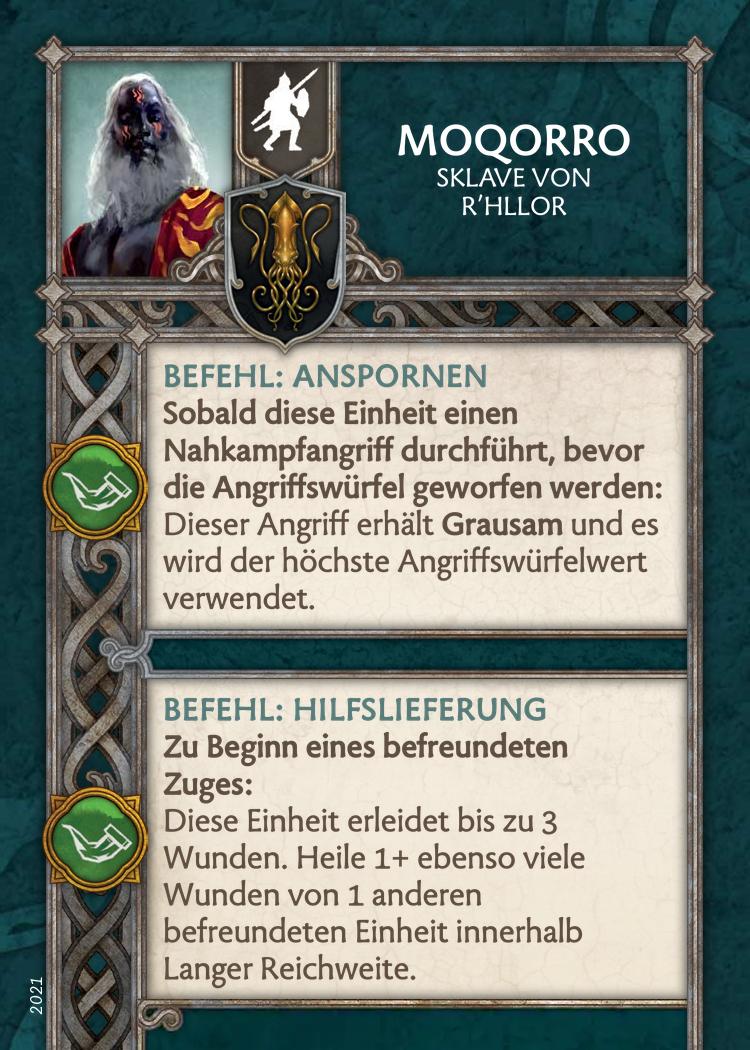 MOQORRO
SKLAVE VON
R'HLLOR
BEFEHL: ANSPORNEN
Sobald diese Einheit einen
Nahkampfangriff durchführt, bevor
die Angriffswürfel geworfen werden:
Dieser Angriff erhält Grausam und es
wird der höchste Angriffswürfelwert
verwendet.
BEFEHL: HILFSLIEFERUNG
Zu Beginn eines befreundeten
Zuges:
Diese Einheit erleidet bis zu 3
Wunden. Heile 1+ ebenso viele
Wunden von 1 anderen
befreundeten Einheit innerhalb
Langer Reichweite.
2021